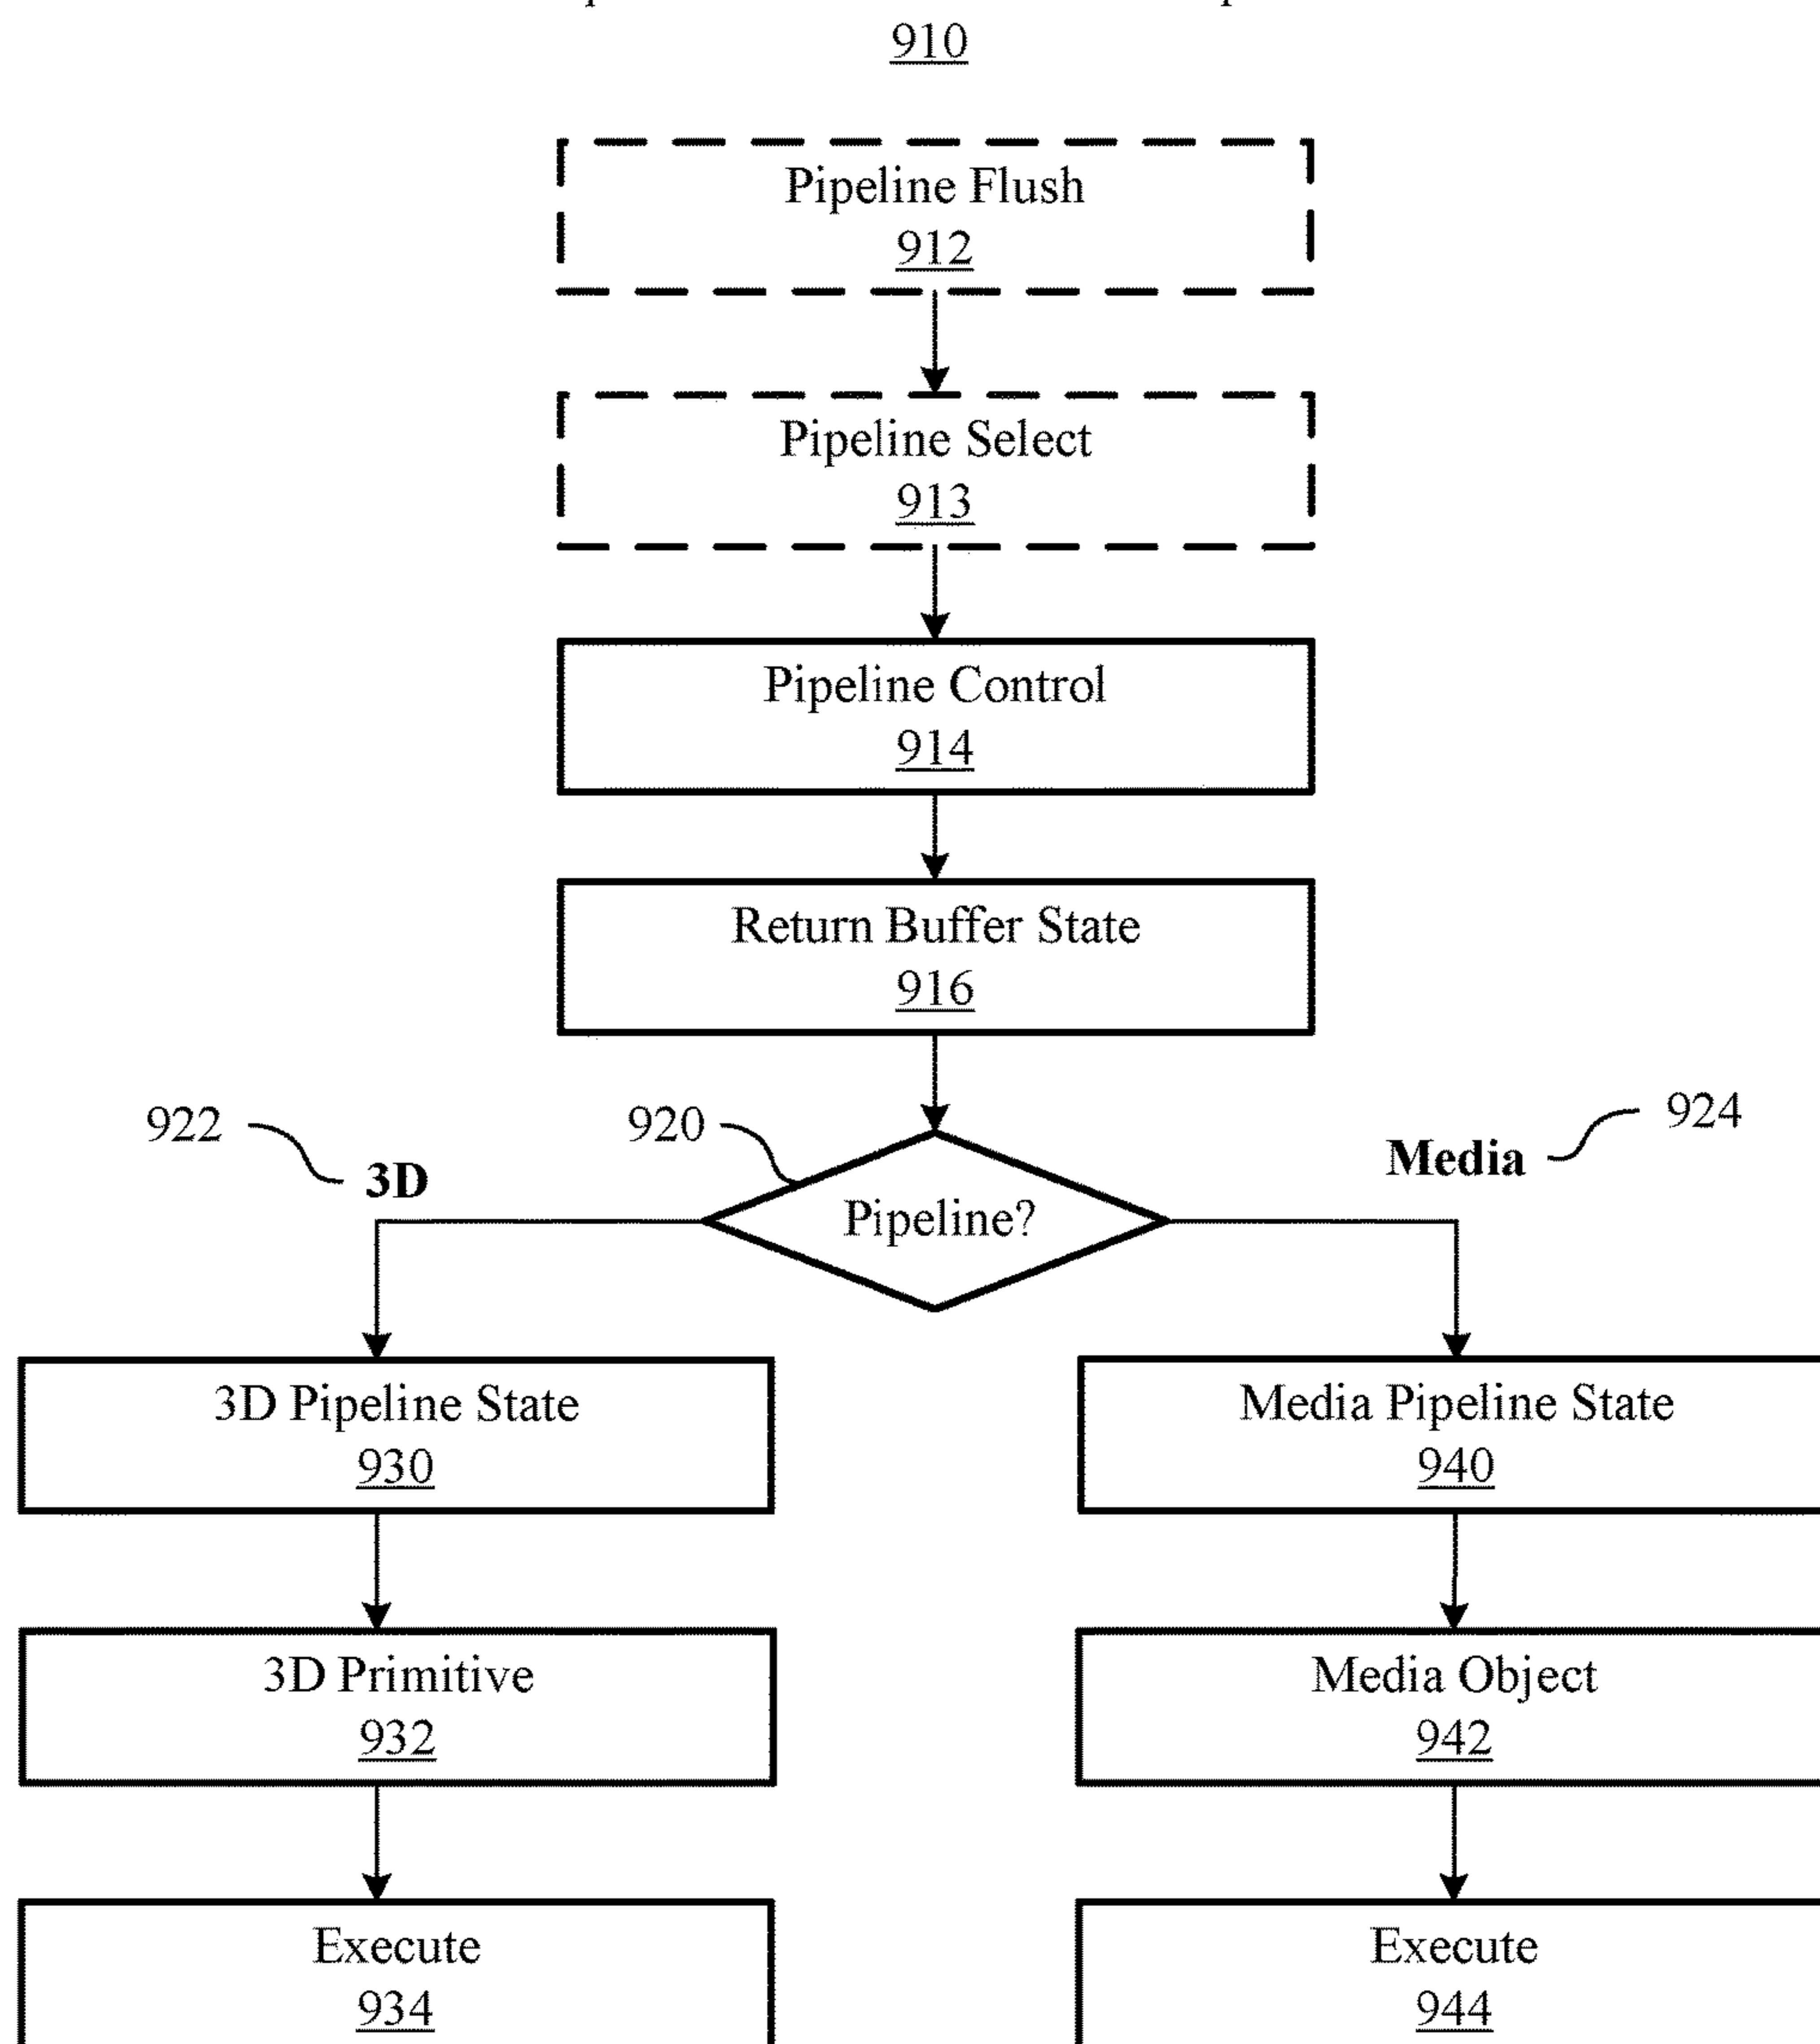 910
Pipeline Flush
912
Pipeline Select
913
Pipeline Control
914
Return Buffer State
916
922
920
924
3D
Media
Pipeline?
3D Pipeline State
930
Media Pipeline State
940
3D Primitive
932
Media Object
942
Execute
934
Execute
944